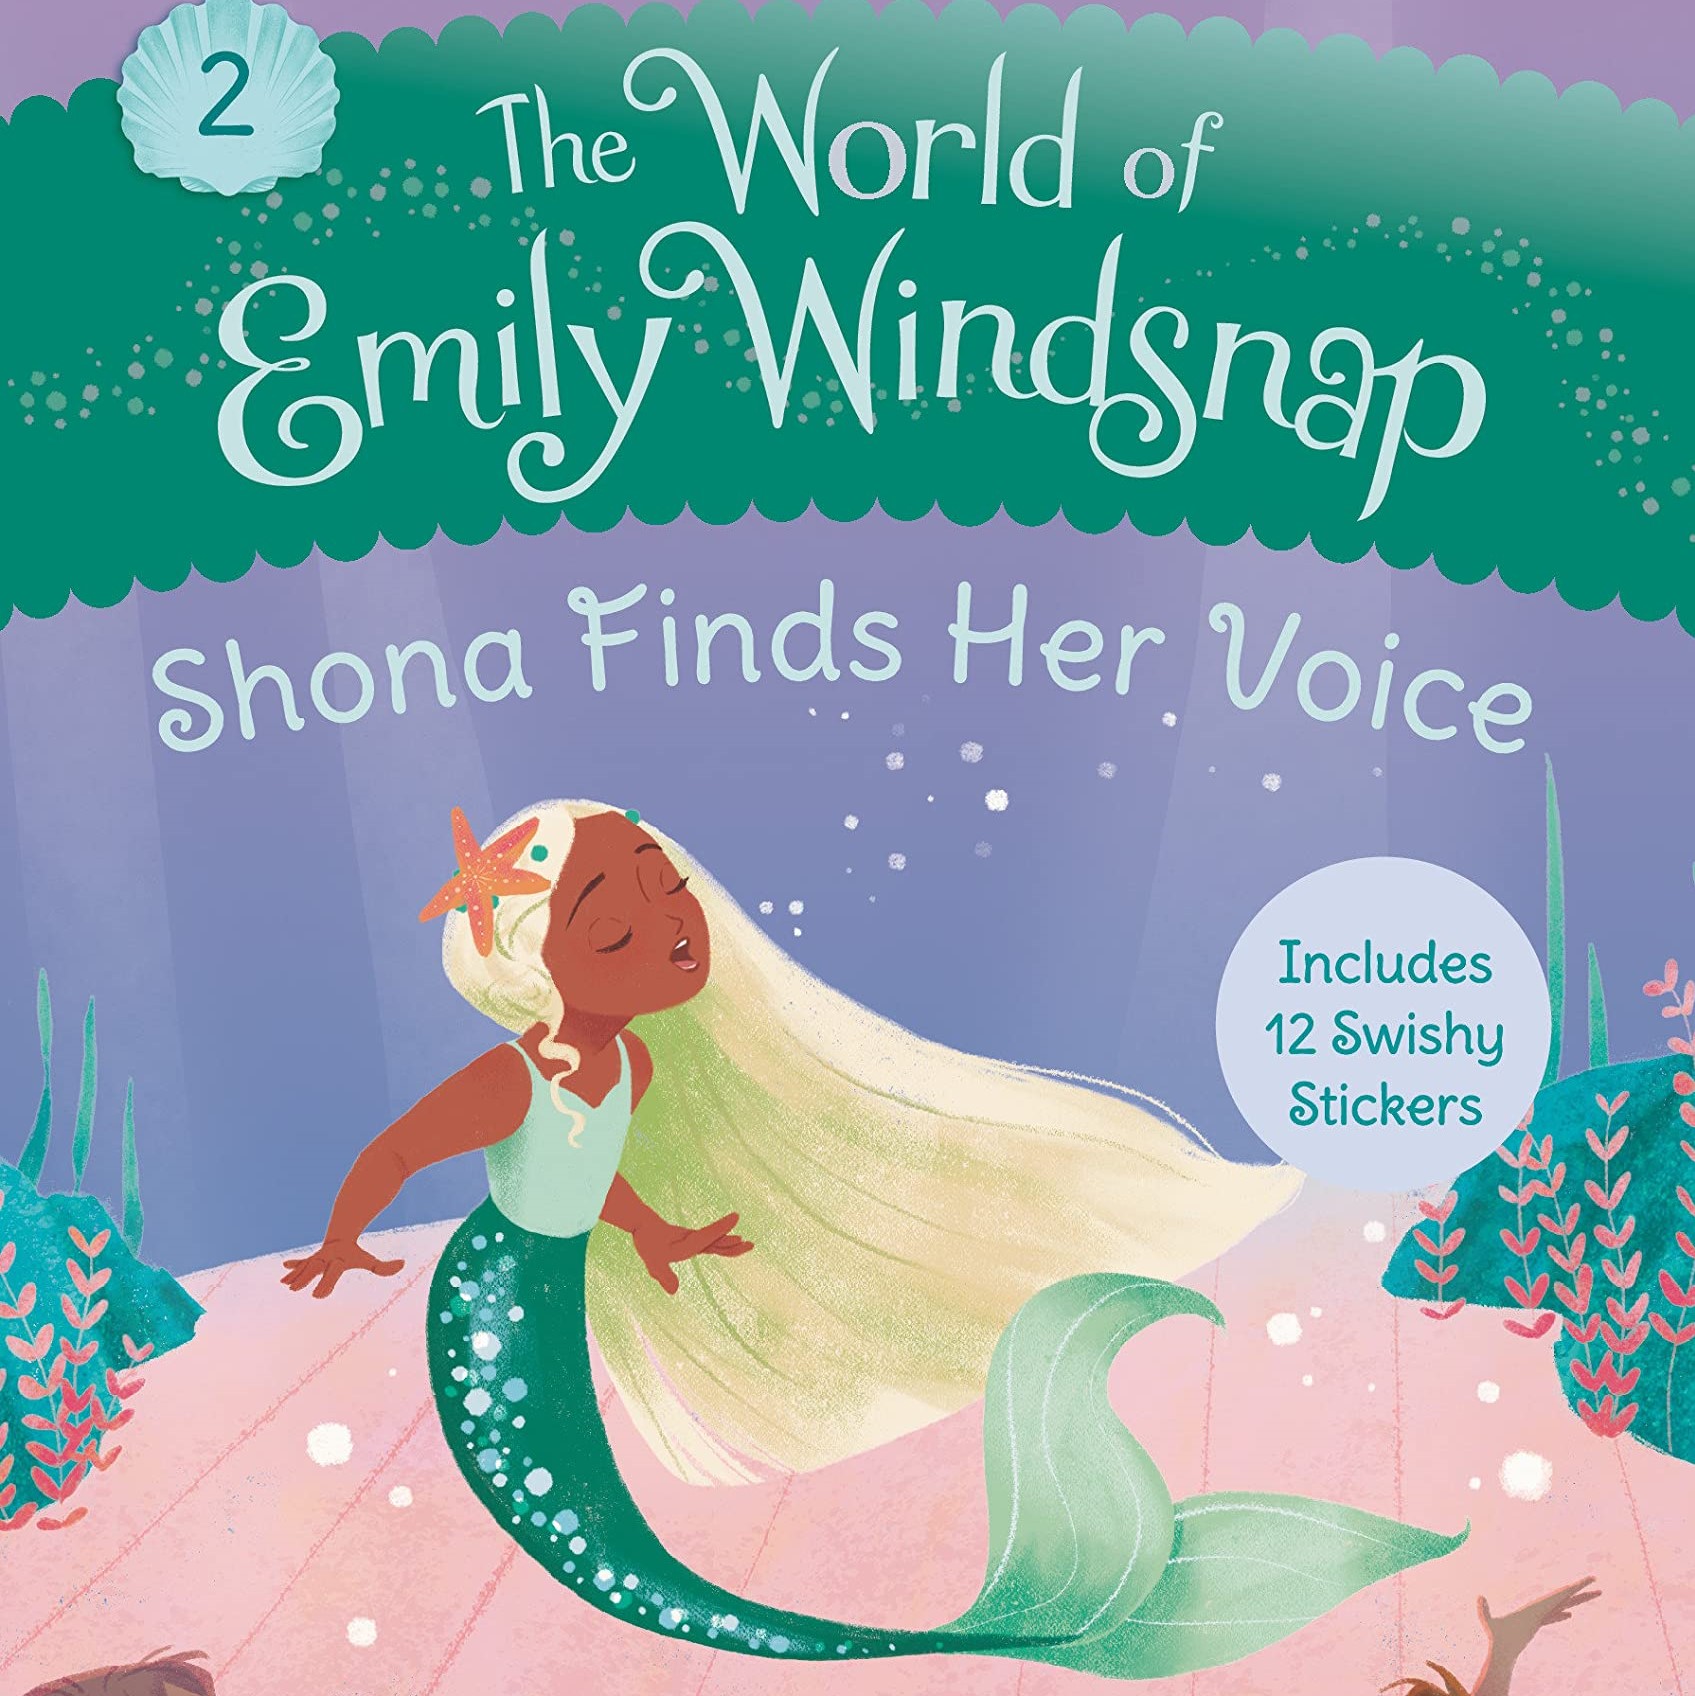 2
The World of
Emily Windsnap
Shona Finds Her Voice
Includes
12 Swishy
Stickers